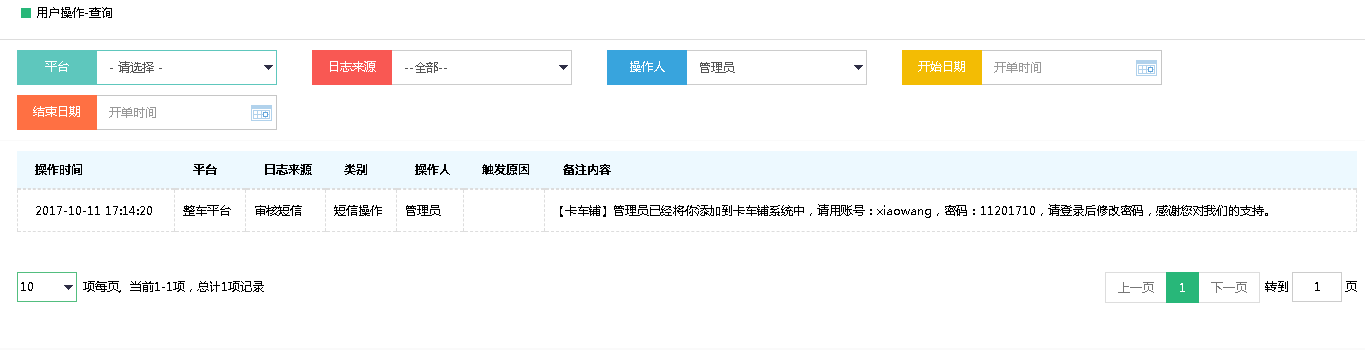 用户操作-查询
平台 - 请选择 - 日志来源 --全部-- 操作人 管理员 开始日期 开单时间
结束日期 开单时间
操作时间 平台 日志来源 类别 操作人 触发原因 备注内容
2017-10-11 17:14:20 整车平台 审核短信 短信操作 管理员 【卡车辅】管理员已经将你添加到卡车辅系统中，请用账号：xiaowang，密码：11201710，请登录后修改密码，感谢您对我们的支持。
10 项每页, 当前1-1项，总计1项记录 上一页 1 下一页 转到 1 页